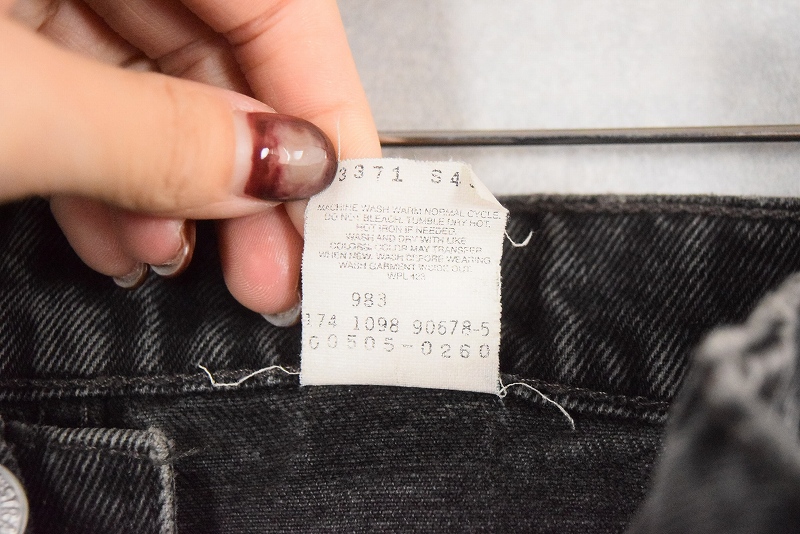 3371 S4
MACHINE WASH WARM NORMAL CYCLE.
DO NOT BLEACH. TUMBLE DRY HOT.
HOT IRON IF NEEDED.
WASH AND DRY WITH LIKE
COLORS. COLOR MAY TRANSFER
WHEN NEW. WASH BEFORE WEARING
WASH GARMENT INSIDE OUT.
WPL 423
983
174 1098 90678-5
00505-0260